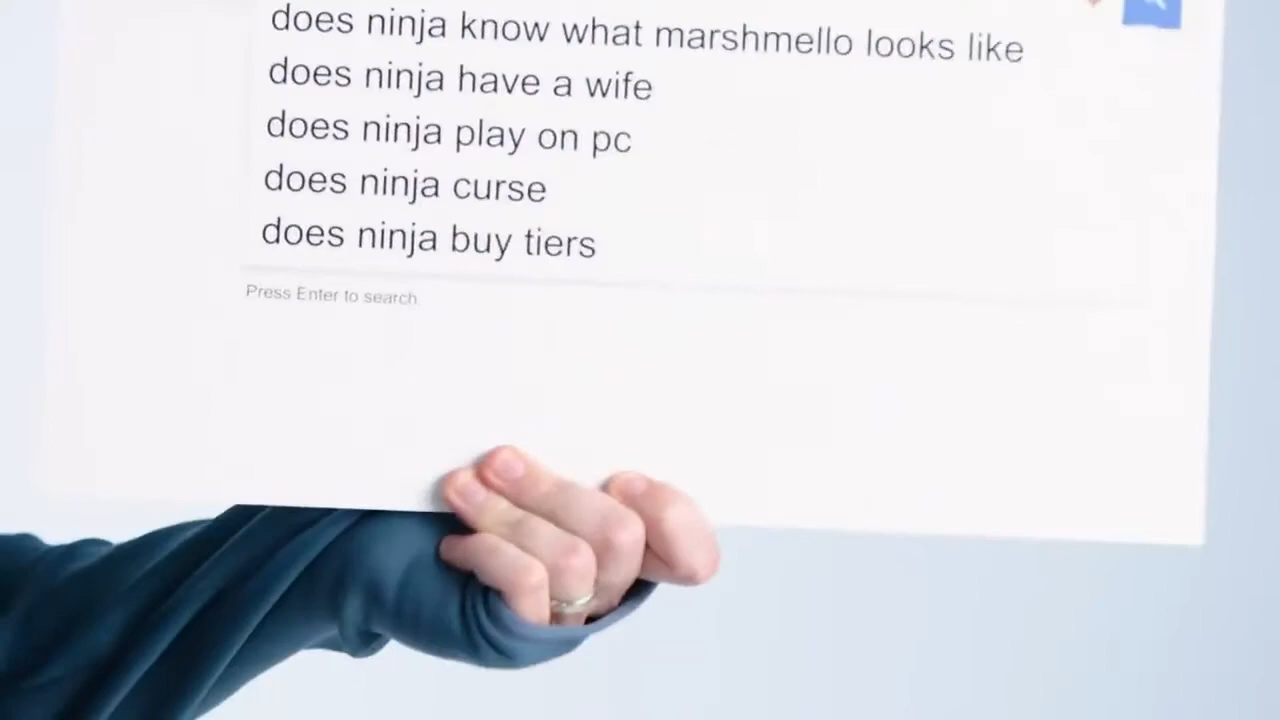 does ninja know what marshmello looks like
does ninja have a wife
does ninja play on pc
does ninja curse
does ninja buy tiers
Press Enter to search